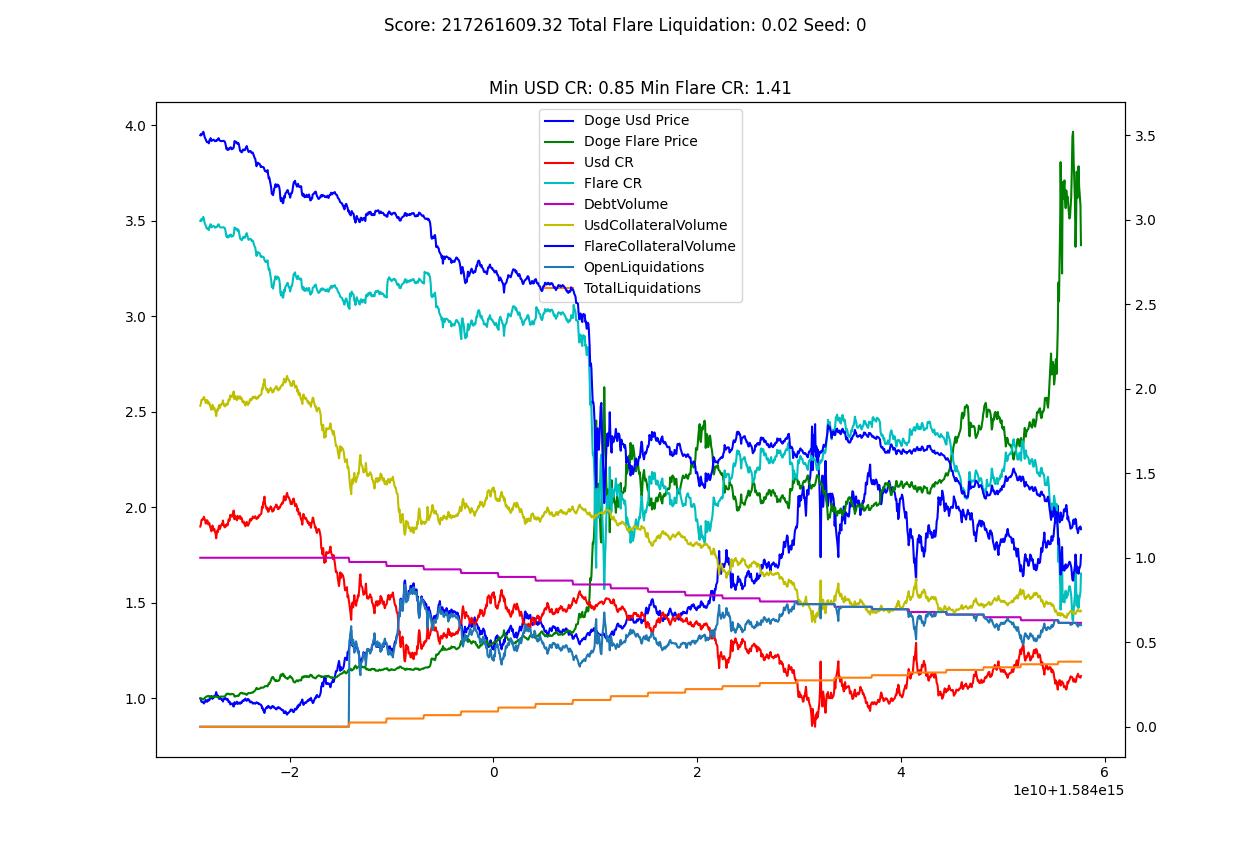 Score: 217261609.32 Total Flare Liquidation: 0.02 Seed: 0
Min USD CR: 0.85 Min Flare CR: 1.41
Doge Usd Price
Doge Flare Price
Usd CR
Flare CR
DebtVolume
UsdCollateralVolume
FlareCollateralVolume
OpenLiquidations
TotalLiquidations
4.0
3.5
3.0
2.5
2.0
1.5
1.0
3.5
3.0
2.5
2.0
1.5
1.0
0.5
0.0
−2 0 2 4 6
1e10+1.584e15